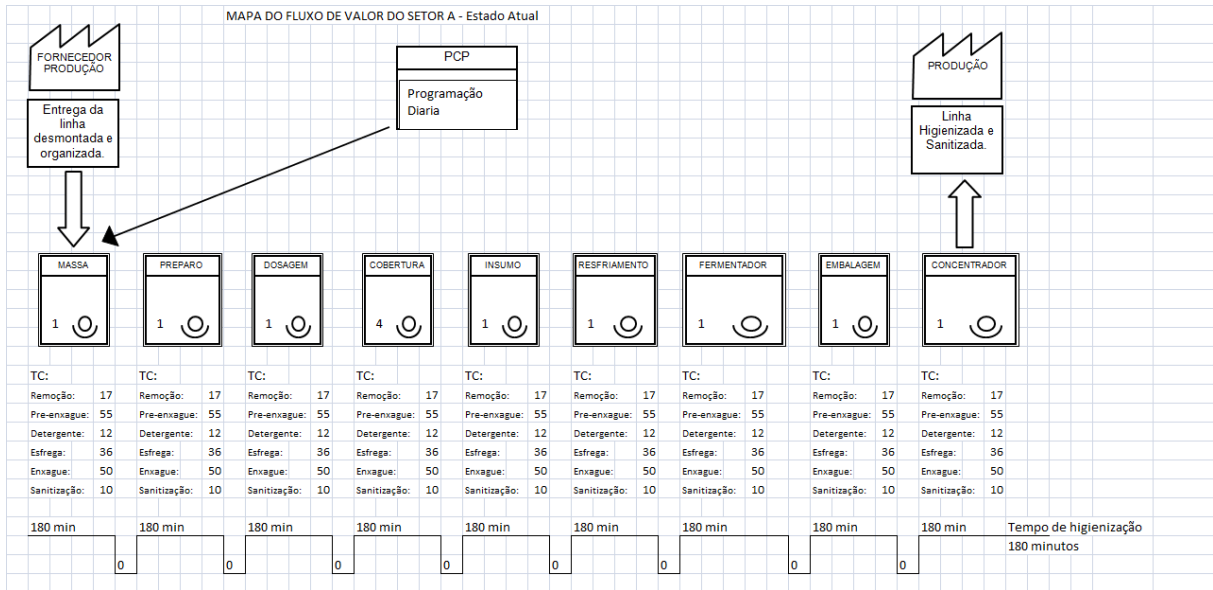 MAPA DO FLUXO DE VALOR DO SETOR A - Estado Atual
FORNECEDOR
PRODUÇÃO
Entrega da
linha
desmontada e
organizada.
PCP
Programação
Diaria
PRODUÇÃO
Linha
Higienizada e
Sanitizada.
MASSA PREPARO DOSAGEM COBERTURA INSUMO RESFRIAMENTO FERMENTADOR EMBALAGEM CONCENTRADOR
1 1 1 4 1 1 1 1 1
TC: TC: TC: TC: TC: TC: TC: TC: TC:
Remoção: 17 Remoção: 17 Remoção: 17 Remoção: 17 Remoção: 17 Remoção: 17 Remoção: 17 Remoção: 17 Remoção: 17
Pre-enxague: 55 Pre-enxague: 55 Pre-enxague: 55 Pre-enxague: 55 Pre-enxague: 55 Pre-enxague: 55 Pre-enxague: 55 Pre-enxague: 55 Pre-enxague: 55
Detergente: 12 Detergente: 12 Detergente: 12 Detergente: 12 Detergente: 12 Detergente: 12 Detergente: 12 Detergente: 12 Detergente: 12
Esfrega: 36 Esfrega: 36 Esfrega: 36 Esfrega: 36 Esfrega: 36 Esfrega: 36 Esfrega: 36 Esfrega: 36 Esfrega: 36
Enxague: 50 Enxague: 50 Enxague: 50 Enxague: 50 Enxague: 50 Enxague: 50 Enxague: 50 Enxague: 50 Enxague: 50
Sanitização: 10 Sanitização: 10 Sanitização: 10 Sanitização: 10 Sanitização: 10 Sanitização: 10 Sanitização: 10 Sanitização: 10 Sanitização: 10
180 min 180 min 180 min 180 min 180 min 180 min 180 min 180 min 180 min Tempo de higienização
180 minutos
0 0 0 0 0 0 0 0